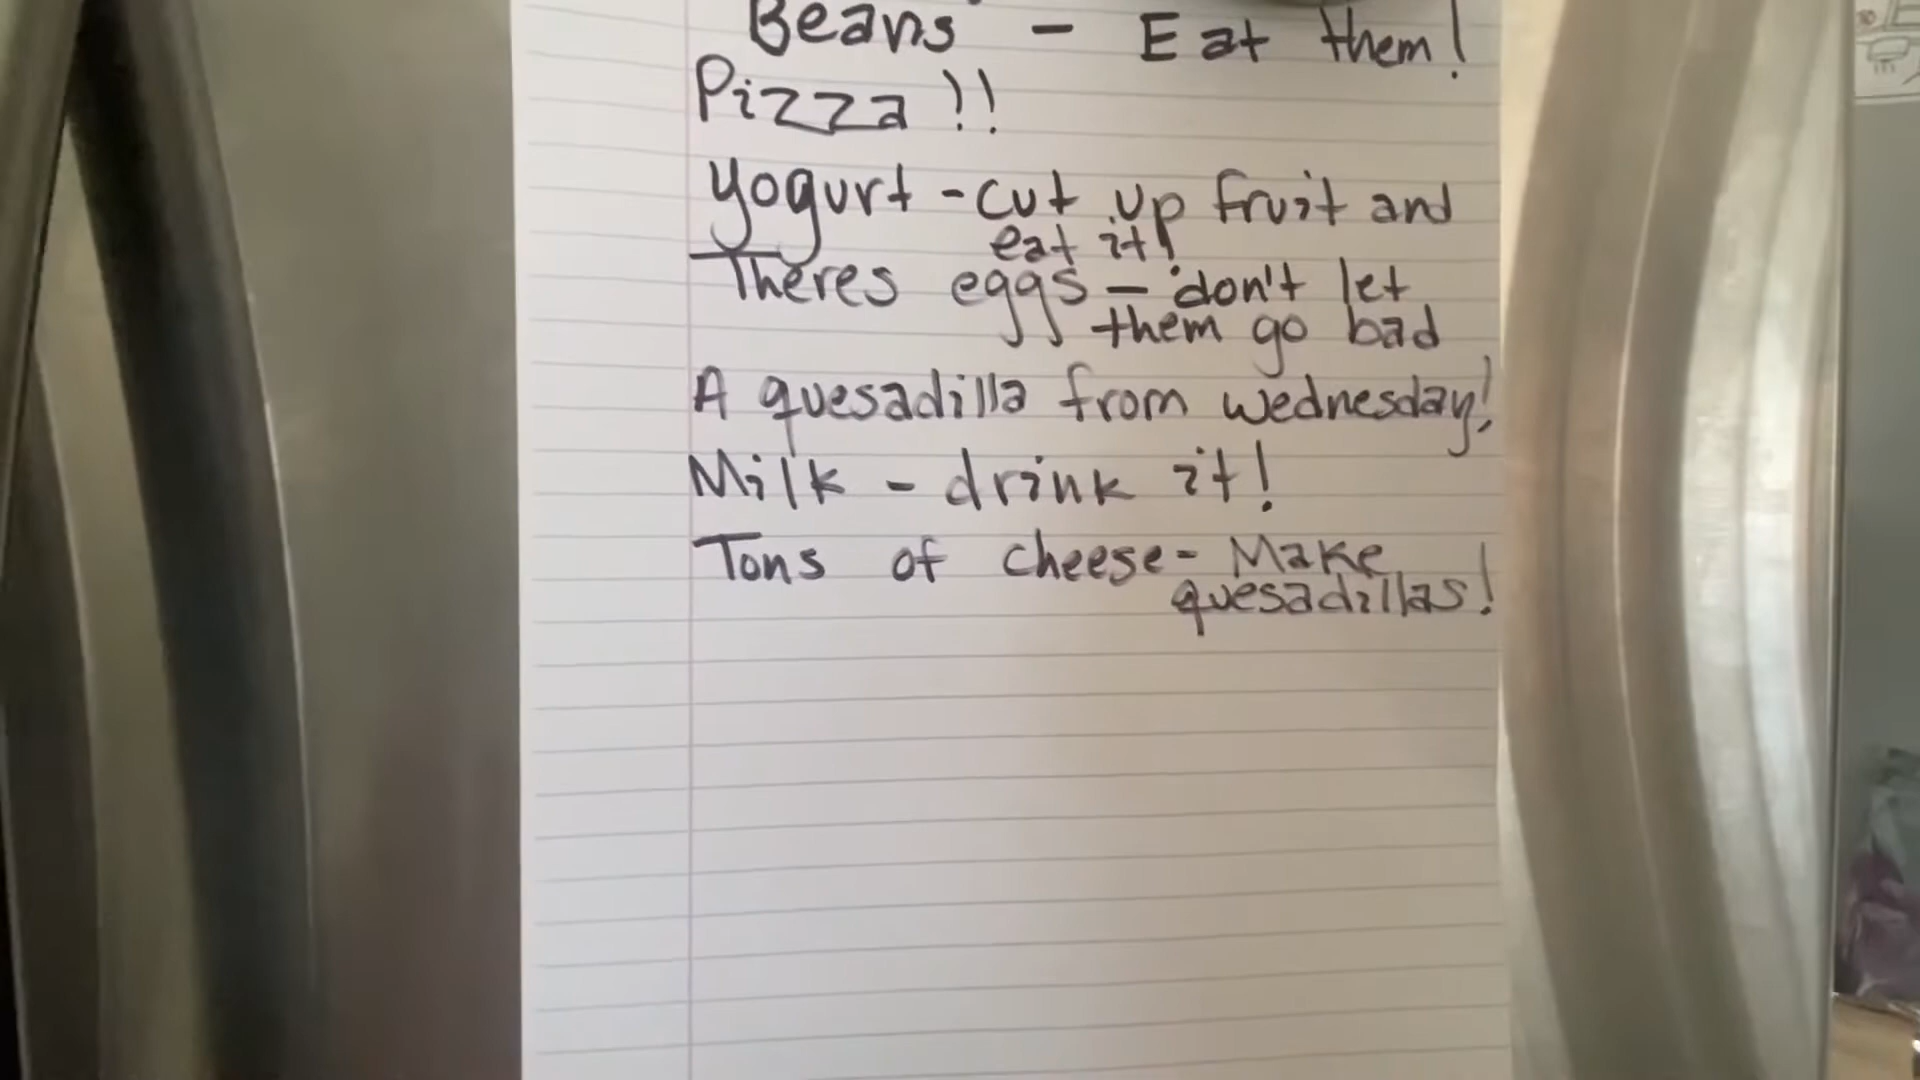 Beans - Eat them!
Pizza!!
Yogurt - cut up fruit and
eat it!
Theres eggs - don't let
them go bad
A quesadilla from wednesday!
Milk - drink it!
Tons of cheese - Make
quesadillas!